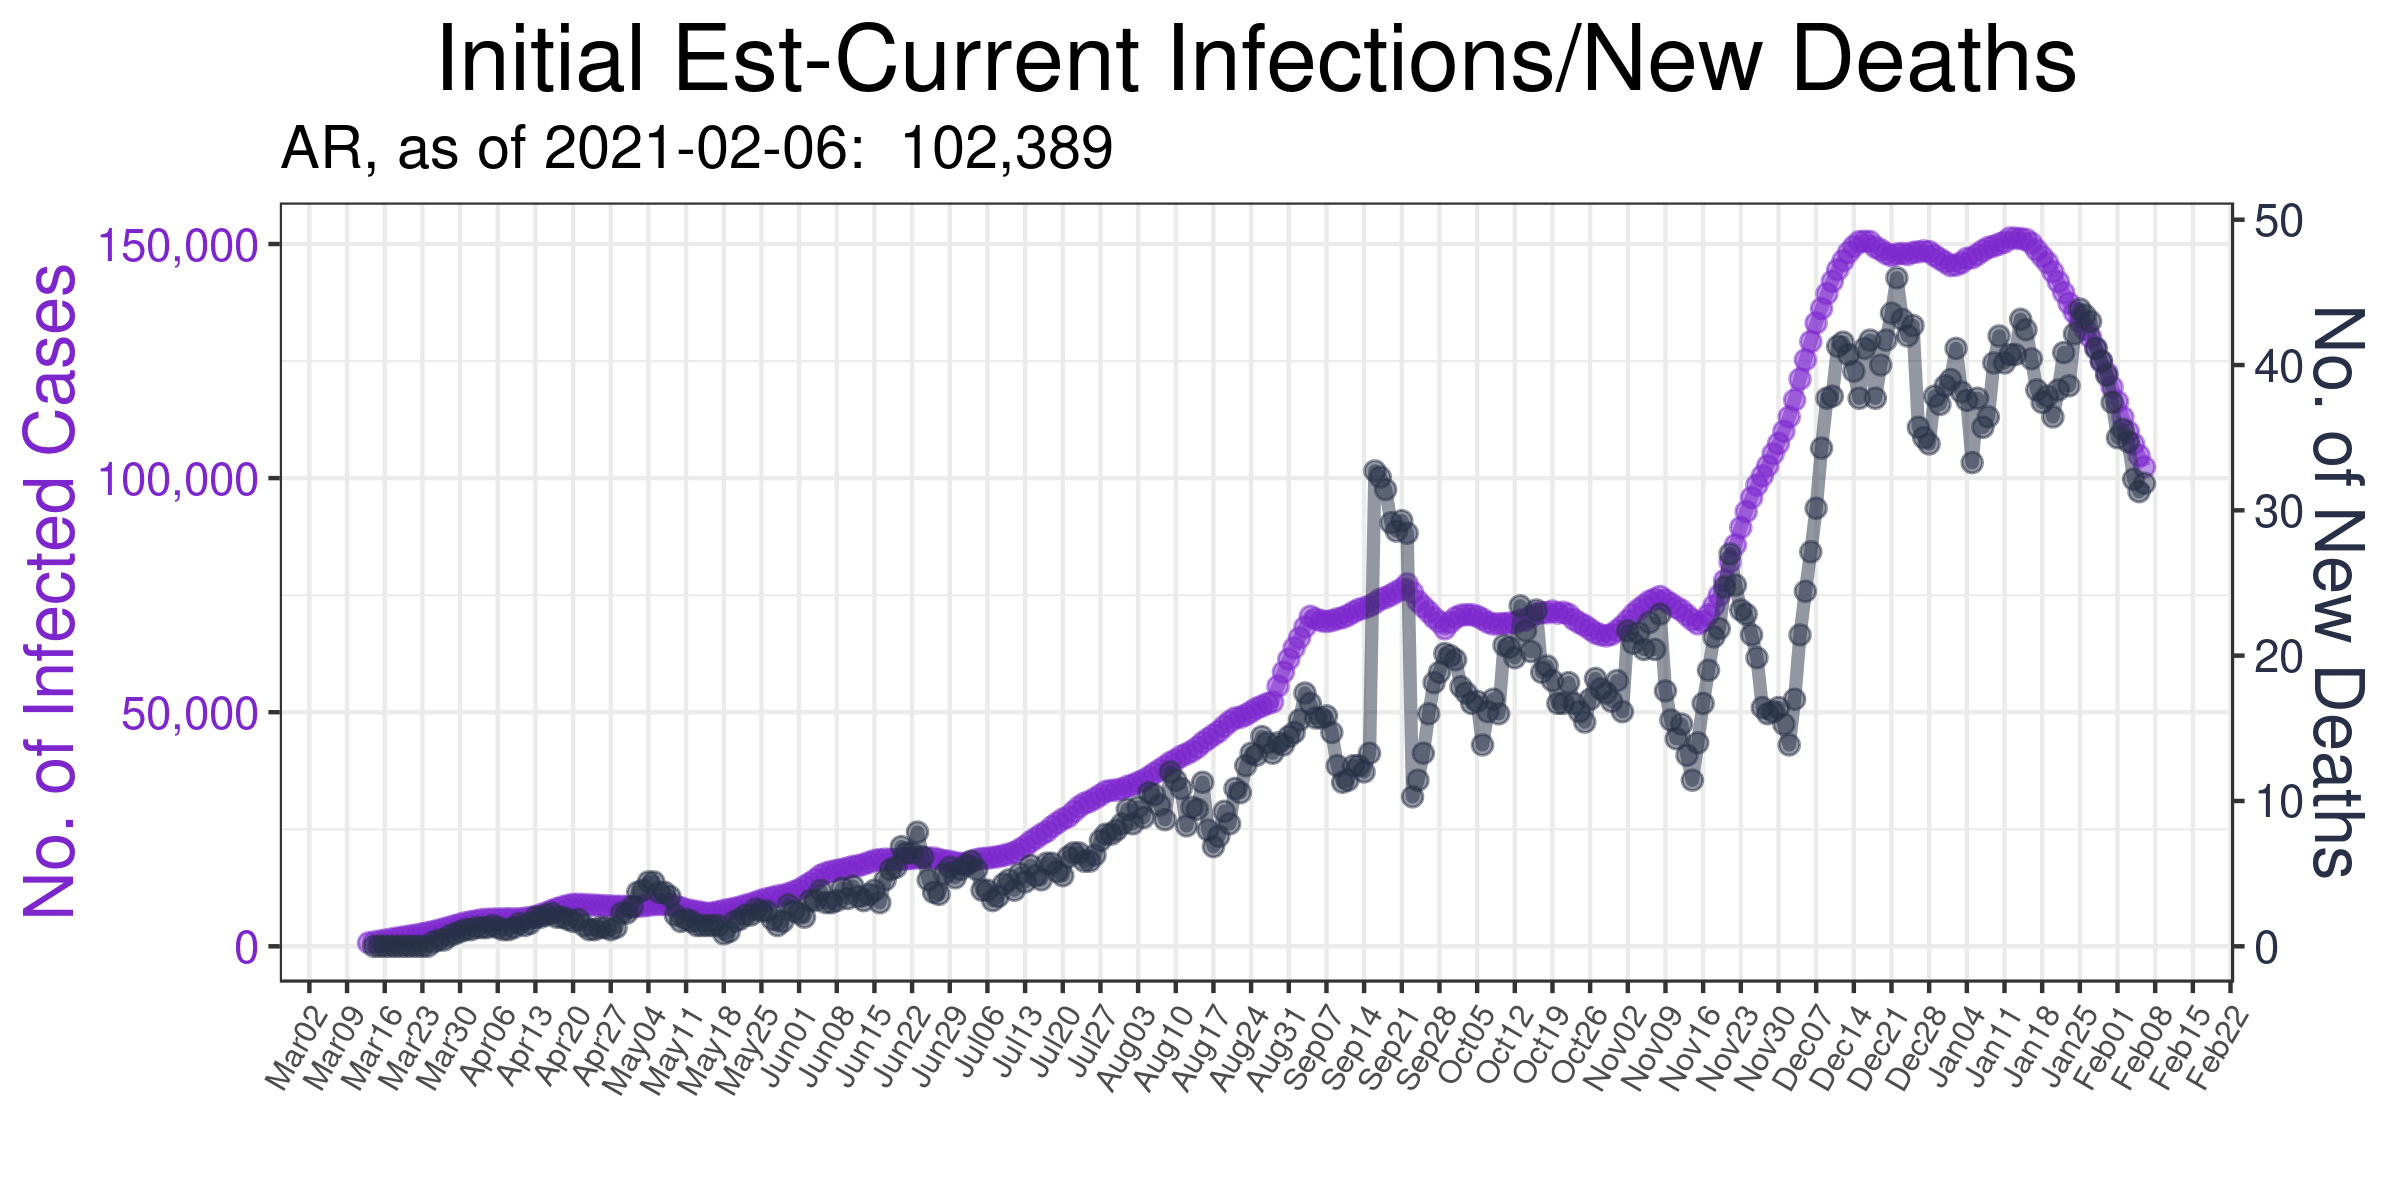 Initial Est-Current Infections/New Deaths
AR, as of 2021-02-06:  102,389
No. of Infected Cases
150,000
100,000
50,000
0
50
40
30
20
10
0
No. of New Deaths
Mar02
Mar09
Mar16
Mar23
Mar30
Apr06
Apr13
Apr20
Apr27
May04
May11
May18
May25
Jun01
Jun08
Jun15
Jun22
Jun29
Jul06
Jul13
Jul20
Jul27
Aug03
Aug10
Aug17
Aug24
Aug31
Sep07
Sep14
Sep21
Sep28
Oct05
Oct12
Oct19
Oct26
Nov02
Nov09
Nov16
Nov23
Nov30
Dec07
Dec14
Dec21
Dec28
Jan04
Jan11
Jan18
Jan25
Feb01
Feb08
Feb15
Feb22